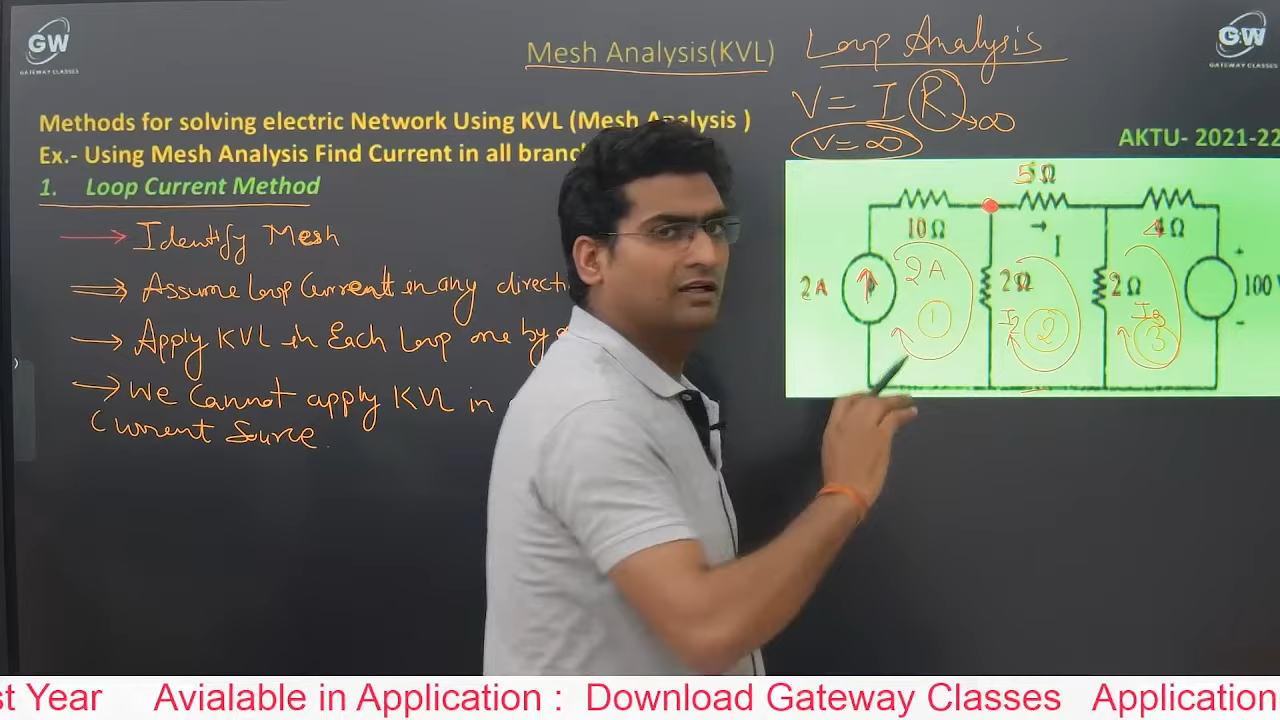 GW
GATEWAY CLASSES
Mesh Analysis(KVL)
Loop Analysis
GW
GATEWAY CLASSES
V = I R → ∞
V = ∞
Methods for solving electric Network Using KVL (Mesh Analysis )
Ex.- Using Mesh Analysis Find Current in all branc
AKTU- 2021-22
1. Loop Current Method
→ Identify Mesh
→ Assume Loop Current in any directi
→ Apply KVL in Each Loop one by
→ We Cannot apply KVL in
Current Source.
5Ω
10Ω
4Ω
I
2A
2 A
2Ω
2Ω
+
100 V
-
1
I2
2
I3
3
st Year Avialable in Application : Download Gateway Classes Application